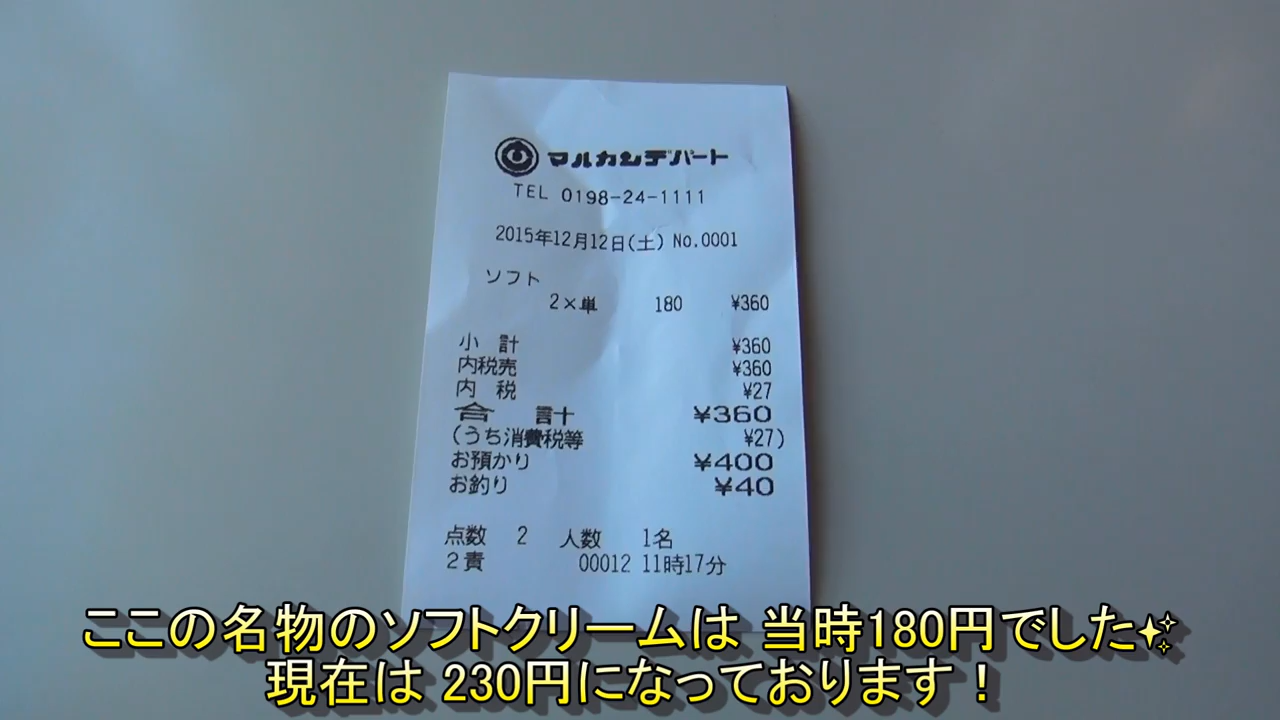 マルカンデパート
TEL 0198-24-1111
2015年12月12日(土) No.0001
ソフト
2×単 180 ¥360
小 計 ¥360
内税売 ¥360
内 税 ¥27
合 計 ¥360
(うち消費税等 ¥27)
お預かり ¥400
お釣り ¥40
点数 2 人数 1名
2責 00012 11時17分
ここの名物のソフトクリームは 当時180円でした✨
現在は 230円になっております!